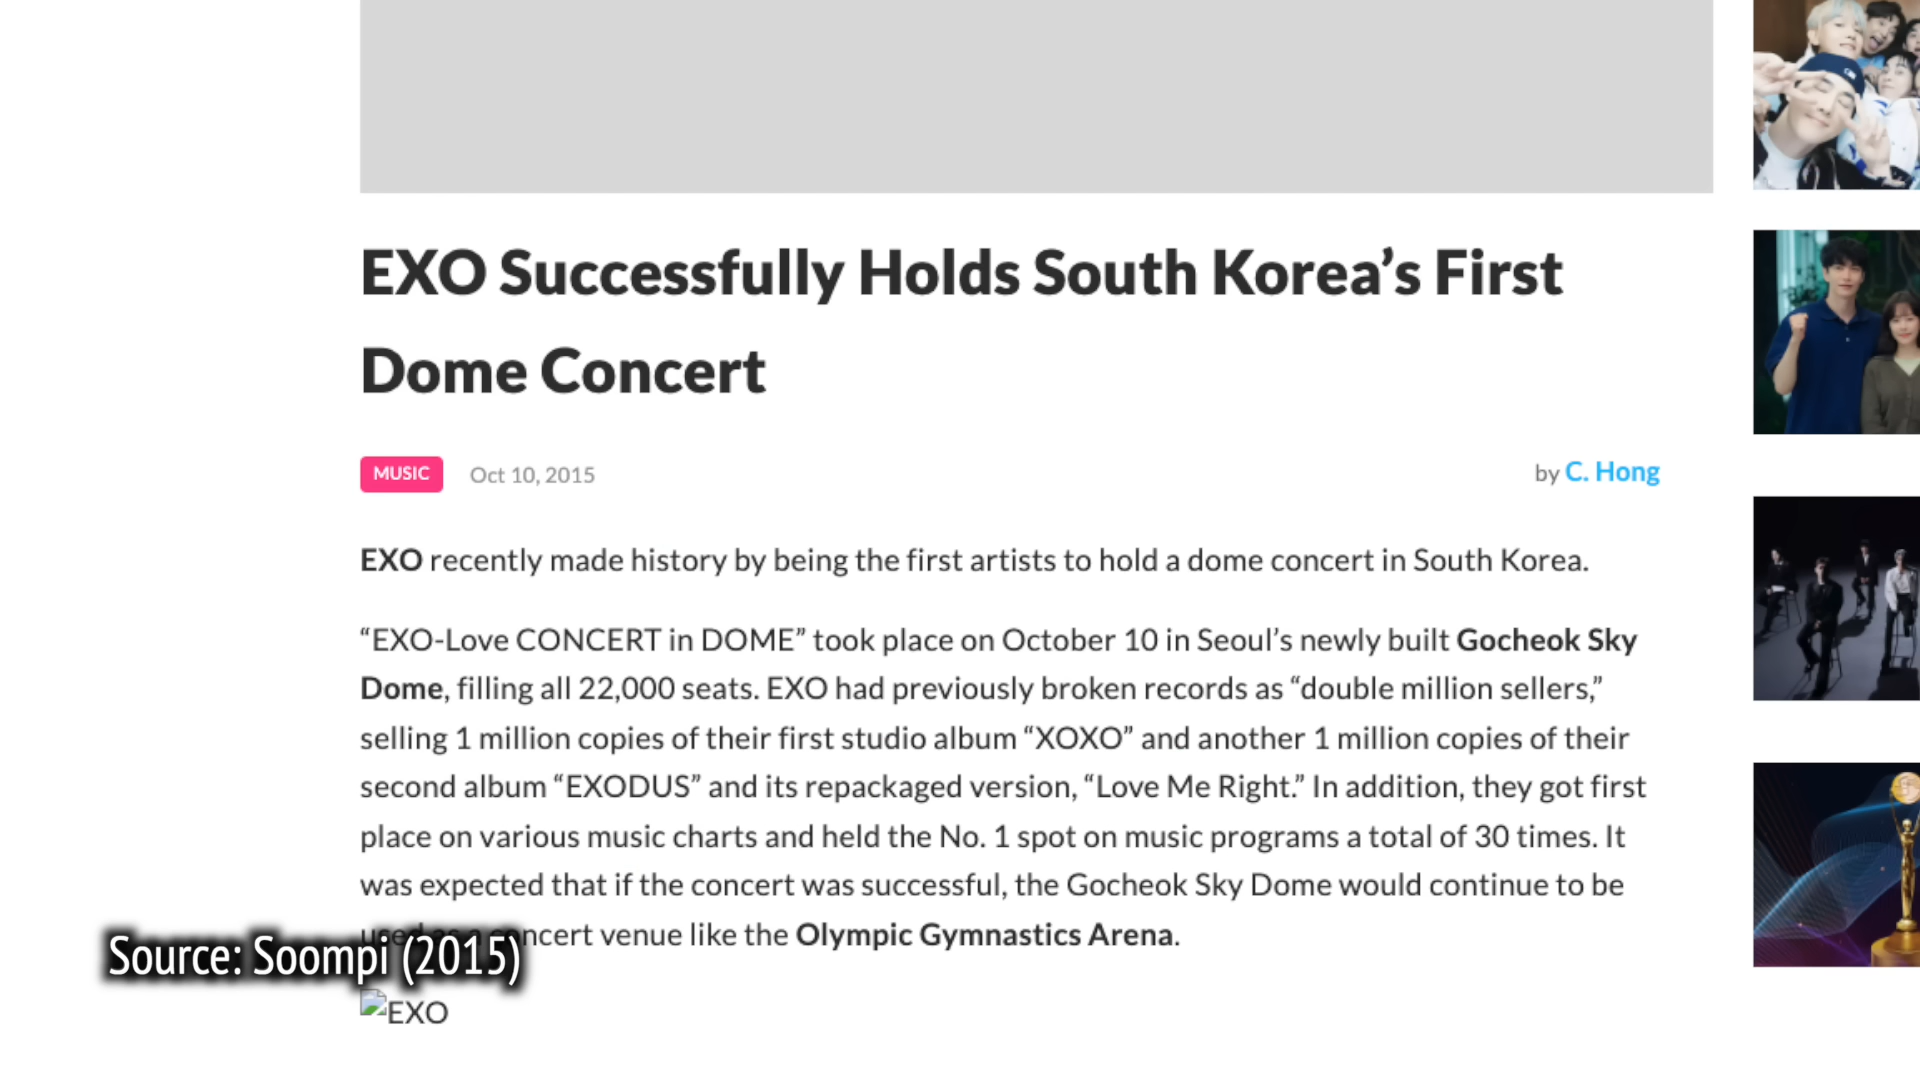 EXO Successfully Holds South Korea’s First
Dome Concert
MUSIC
Oct 10, 2015
by C. Hong
EXO recently made history by being the first artists to hold a dome concert in South Korea.
“EXO-Love CONCERT in DOME” took place on October 10 in Seoul’s newly built Gocheok Sky
Dome, filling all 22,000 seats. EXO had previously broken records as “double million sellers,”
selling 1 million copies of their first studio album “XOXO” and another 1 million copies of their
second album “EXODUS” and its repackaged version, “Love Me Right.” In addition, they got first
place on various music charts and held the No. 1 spot on music programs a total of 30 times. It
was expected that if the concert was successful, the Gocheok Sky Dome would continue to be
used as a concert venue like the Olympic Gymnastics Arena.
Source: Soompi (2015)
EXO